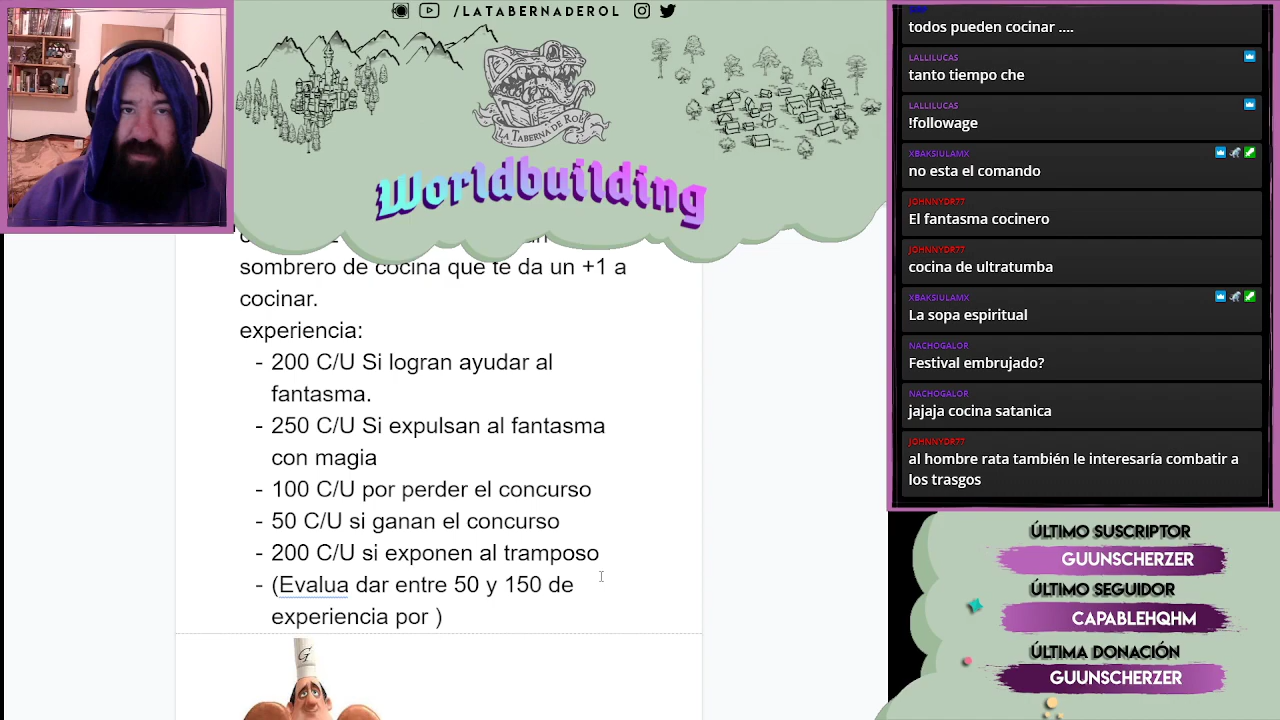 /LATABERNADEROL
LA TABERNA DE ROL
Worldbuilding
sombrero de cocina que te da un +1 a
cocinar.
experiencia:
- 200 C/U Si logran ayudar al
fantasma.
- 250 C/U Si expulsan al fantasma
con magia
- 100 C/U por perder el concurso
- 50 C/U si ganan el concurso
- 200 C/U si exponen al tramposo
- (Evalua dar entre 50 y 150 de
experiencia por )
G
todos pueden cocinar ....
LALLILUCAS
tanto tiempo che
LALLILUCAS
!followage
XBAKSIULAMX
no esta el comando
JOHNNYDR77
El fantasma cocinero
JOHNNYDR77
cocina de ultratumba
XBAKSIULAMX
La sopa espiritual
NACHOGALOR
Festival embrujado?
NACHOGALOR
jajaja cocina satanica
JOHNNYDR77
al hombre rata también le interesaría combatir a
los trasgos
ÚLTIMO SUSCRIPTOR
GUUNSCHERZER
ÚLTIMO SEGUIDOR
CAPABLEHQHM
ÚLTIMA DONACIÓN
GUUNSCHERZER